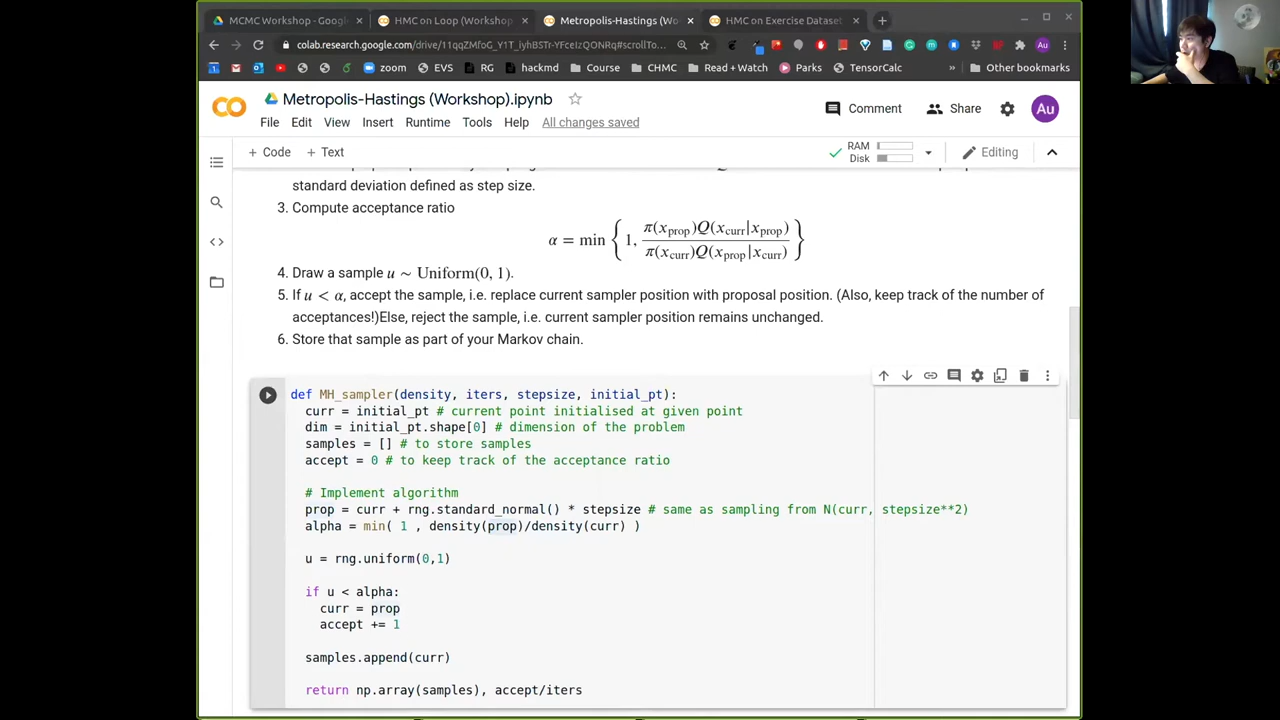 MCMC Workshop - Google
HMC on Loop (Workshop
Metropolis-Hastings (Wo
HMC on Exercise Dataset
colab.research.google.com/drive/
zoom
EVS
RG
hackmd
Course
CHMC
Read + Watch
Parks
TensorCalc
»
Other bookmarks
Metropolis-Hastings (Workshop).ipynb
File Edit View Insert Runtime Tools Help All changes saved
Comment
Share
Au
+ Code + Text
RAM
Disk
Editing
standard deviation defined as step size.
3. Compute acceptance ratio
α = min { 1, π(x_prop)Q(x_curr|x_prop) / π(x_curr)Q(x_prop|x_curr) }
4. Draw a sample u ∼ Uniform(0, 1).
5. If u < α, accept the sample, i.e. replace current sampler position with proposal position. (Also, keep track of the number of
acceptances!)Else, reject the sample, i.e. current sampler position remains unchanged.
6. Store that sample as part of your Markov chain.
def MH_sampler(density, iters, stepsize, initial_pt):
curr = initial_pt # current point initialised at given point
dim = initial_pt.shape[0] # dimension of the problem
samples = [] # to store samples
accept = 0 # to keep track of the acceptance ratio
# Implement algorithm
prop = curr + rng.standard_normal() * stepsize # same as sampling from N(curr, stepsize**2)
alpha = min( 1 , density(prop)/density(curr) )
u = rng.uniform(0,1)
if u < alpha:
curr = prop
accept += 1
samples.append(curr)
return np.array(samples), accept/iters